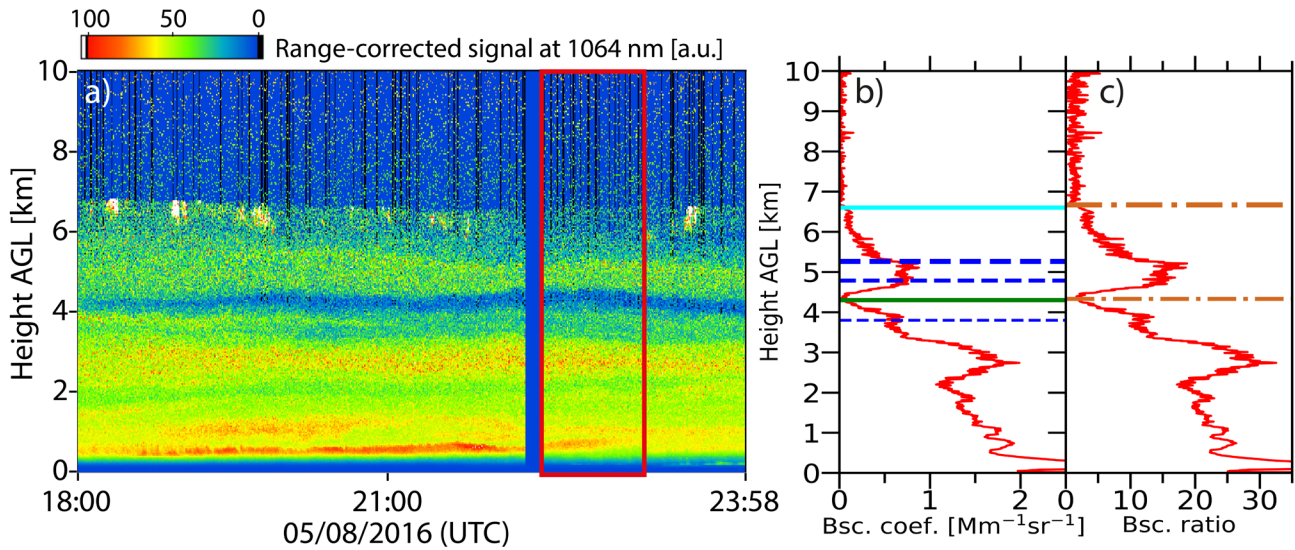 100 50 0
Range-corrected signal at 1064 nm [a.u.]
a)
10
8
6
4
2
0
Height AGL [km]
18:00 21:00 23:58
05/08/2016 (UTC)
b)
10
9
8
7
6
5
4
3
2
1
0
Height AGL [km]
0 1 2
Bsc. coef. [Mm⁻¹sr⁻¹]
c)
0 10 20 30
Bsc. ratio